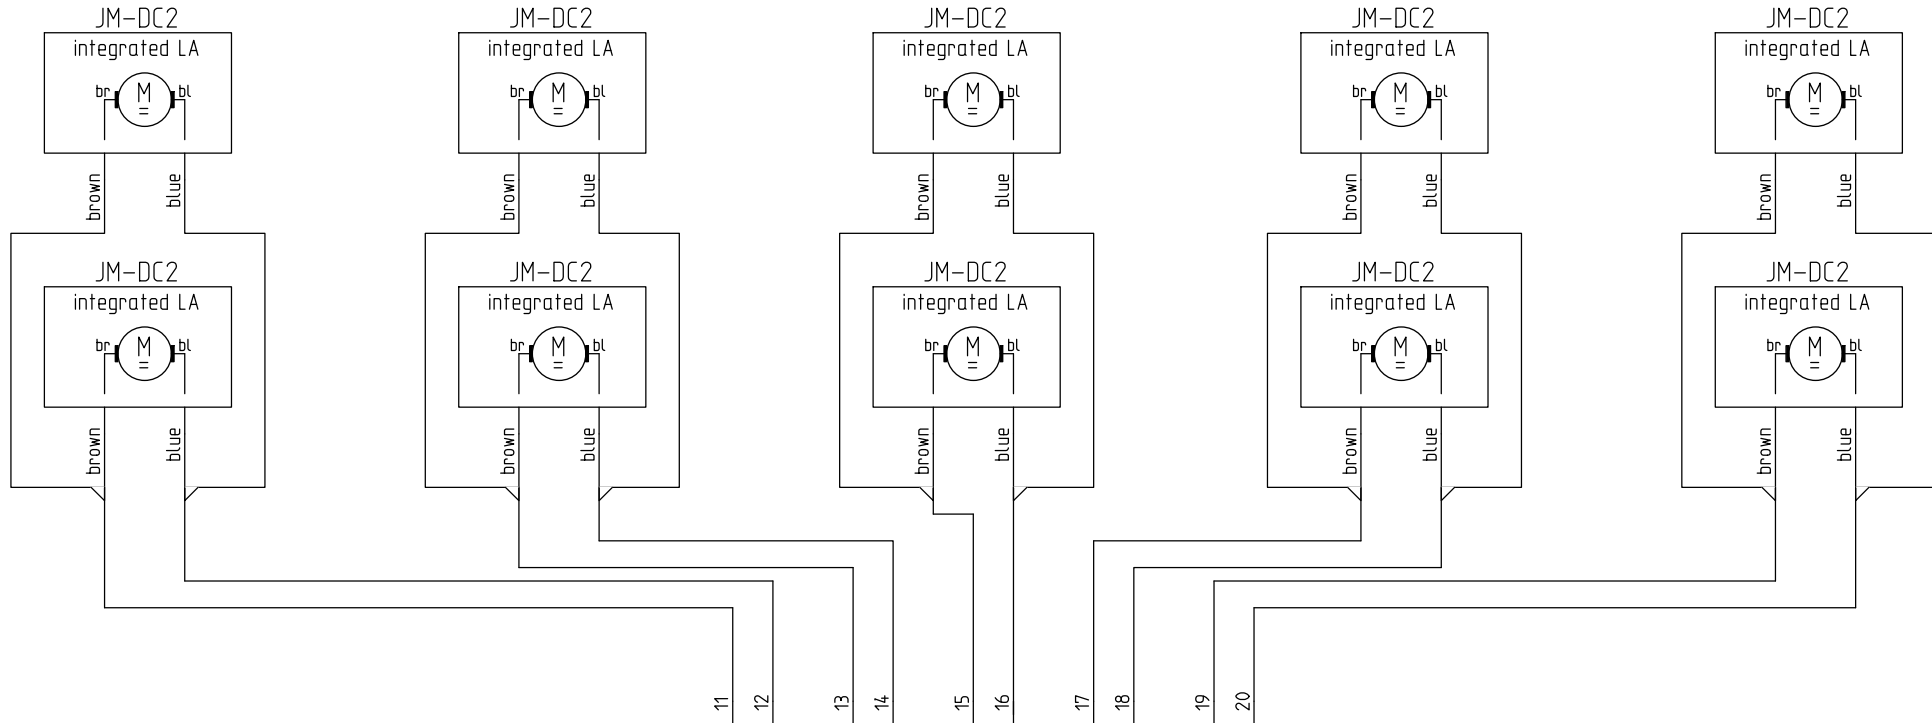 JM-DC2 JM-DC2 JM-DC2 JM-DC2 JM-DC2
integrated LA integrated LA integrated LA integrated LA integrated LA
br M bl br M bl br M bl br M bl br M bl
= = = = =
brown blue brown blue brown blue brown blue brown blue
JM-DC2 JM-DC2 JM-DC2 JM-DC2 JM-DC2
integrated LA integrated LA integrated LA integrated LA integrated LA
br M bl br M bl br M bl br M bl br M bl
= = = = =
brown blue brown blue brown blue brown blue brown blue
11 12 13 14 15 16 17 18 19 20